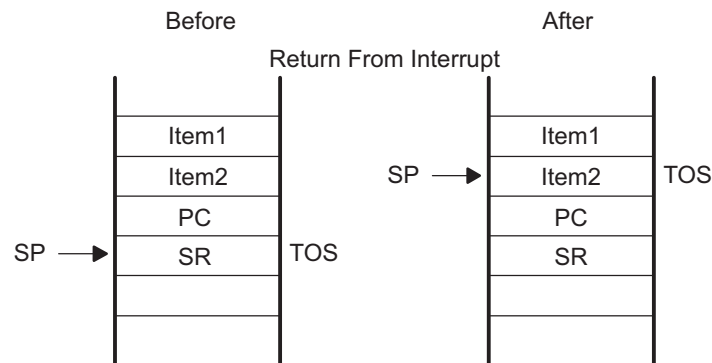 Before After
Return From Interrupt
Item1 Item1
Item2 SP Item2 TOS
PC PC
SP SR TOS SR